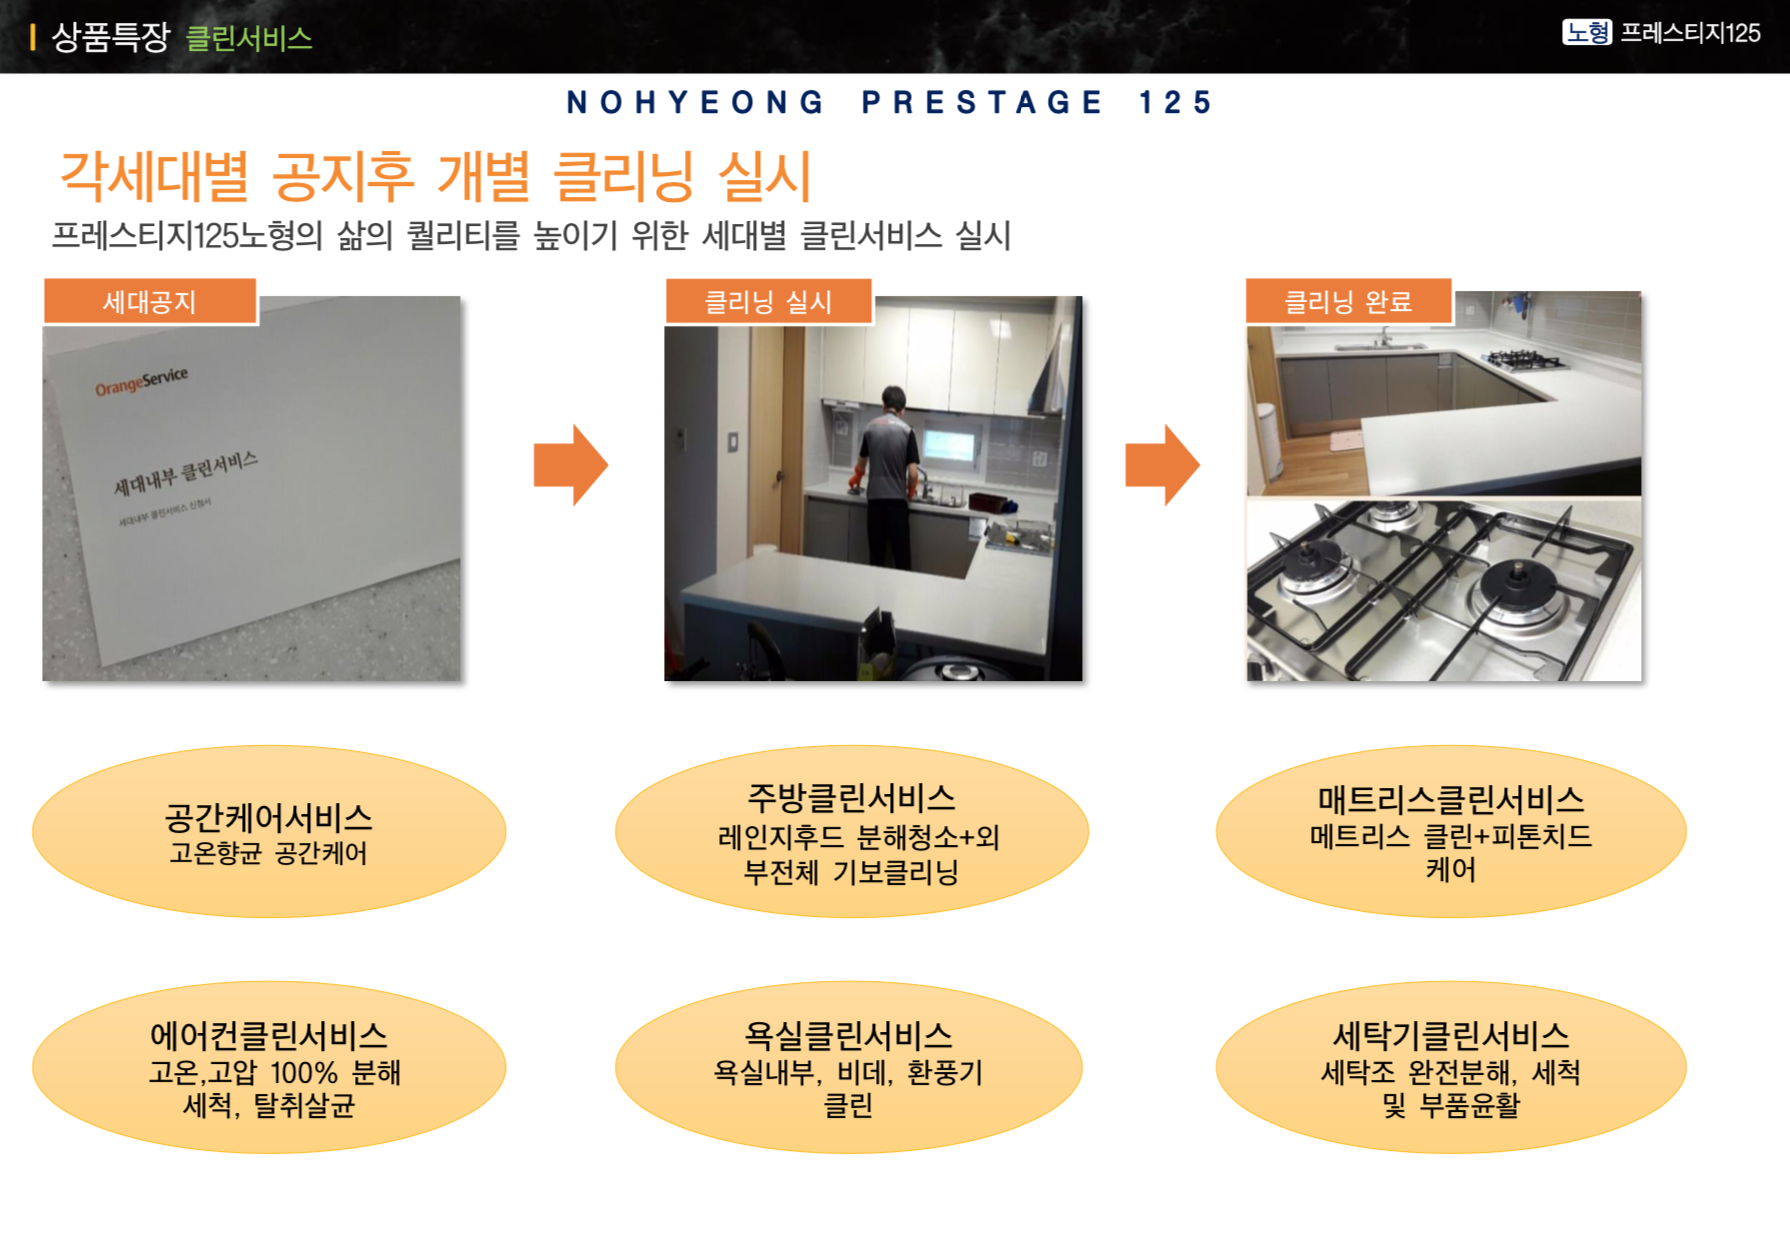 상품특장 클린서비스
노형 프레스티지125
NOHYEONG PRESTAGE 125
각세대별 공지후 개별 클리닝 실시
프레스티지125노형의 삶의 퀄리티를 높이기 위한 세대별 클린서비스 실시
세대공지
OrangeService
세대내부 클린서비스
세대내부 클린서비스 신청서
클리닝 실시
클리닝 완료
공간케어서비스
고온향균 공간케어
주방클린서비스
레인지후드 분해청소+외
부전체 기보클리닝
매트리스클린서비스
메트리스 클린+피톤치드
케어
에어컨클린서비스
고온,고압 100% 분해
세척, 탈취살균
욕실클린서비스
욕실내부, 비데, 환풍기
클린
세탁기클린서비스
세탁조 완전분해, 세척
및 부품윤활